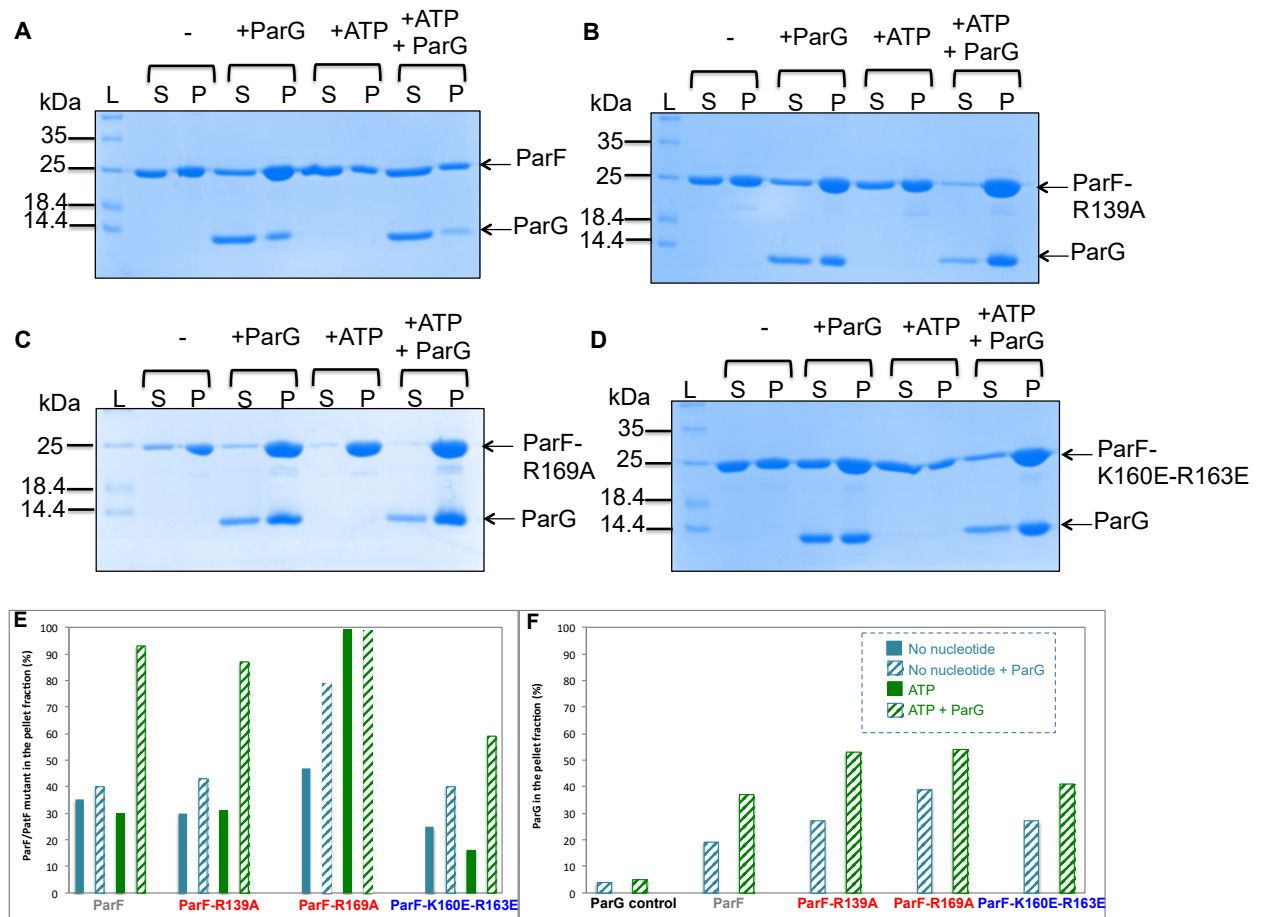 A
- +ParG +ATP +ATP + ParG
kDa L S P S P S P S P
35
25
18.4
14.4
ParF
ParG
B
- +ParG +ATP +ATP + ParG
kDa L S P S P S P S P
35
25
18.4
14.4
ParF-
R139A
ParG
C
- +ParG +ATP +ATP + ParG
kDa L S P S P S P S P
25
18.4
14.4
ParF-
R169A
ParG
D
- +ParG +ATP +ATP + ParG
kDa L S P S P S P S P
35
25
18.4
14.4
ParF-
K160E-R163E
ParG
E
ParF/PatF mutant in the pellet fraction (%)
100
90
80
70
60
50
40
30
20
10
0
ParF ParF-R139A ParF-R169A ParF-K160E-R163E
F
ParG in the pellet fraction (%)
100
90
80
70
60
50
40
30
20
10
0
No nucleotide
No nucleotide + ParG
ATP
ATP + ParG
ParG control ParF ParF-R139A ParF-R169A ParF-K160E-R163E